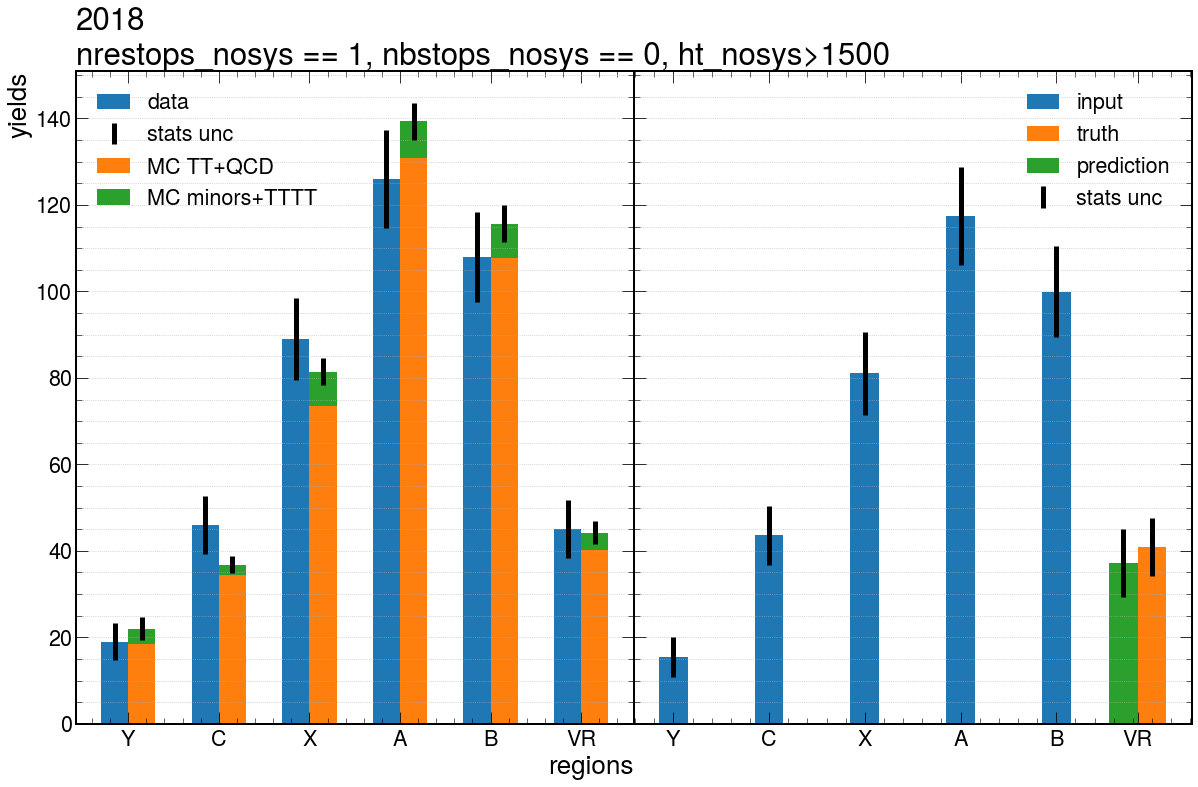 2018
nrestops_nosys == 1, nbstops_nosys == 0, ht_nosys>1500
yields
140
120
100
80
60
40
20
0
data
stats unc
MC TT+QCD
MC minors+TTTT
input
truth
prediction
stats unc
Y C X A B VR
Y C X A B VR
regions